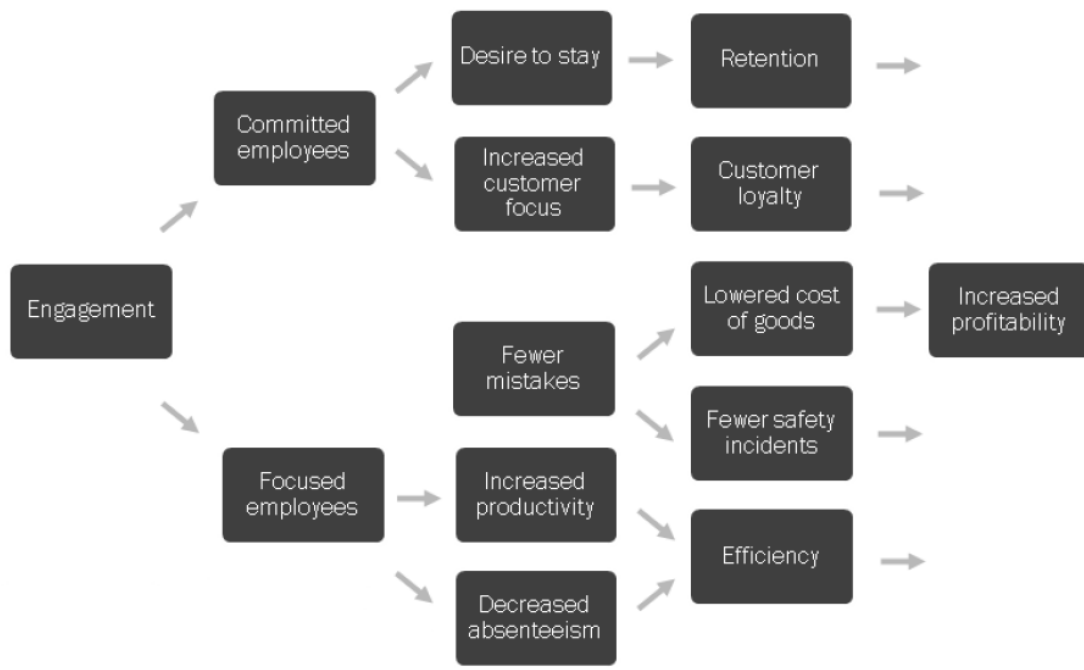 Desire to stay
Retention
Committed
employees
Increased
customer
focus
Customer
loyalty
Engagement
Lowered cost
of goods
Increased
profitability
Fewer
mistakes
Fewer safety
incidents
Focused
employees
Increased
productivity
Efficiency
Decreased
absenteeism